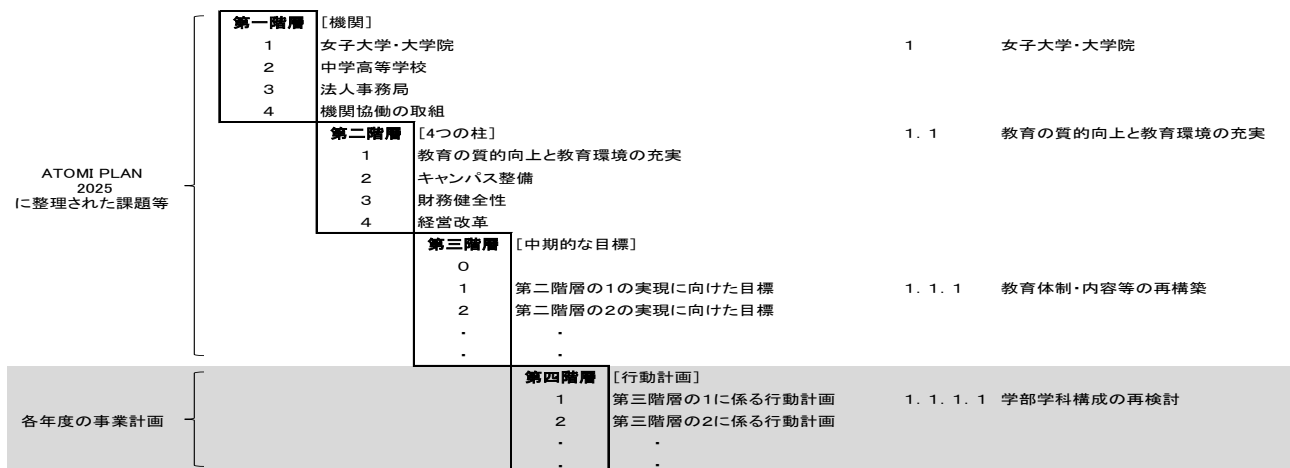 第一階層 [機関]
1 女子大学・大学院 1 女子大学・大学院
2 中学高等学校
3 法人事務局
4 機関協働の取組
第二階層 [4つの柱] 1. 1 教育の質的向上と教育環境の充実
1 教育の質的向上と教育環境の充実
2 キャンパス整備
3 財務健全性
4 経営改革
ATOMI PLAN
2025
に整理された課題等
第三階層 [中期的な目標]
0
1 第二階層の1の実現に向けた目標 1. 1. 1 教育体制・内容等の再構築
2 第二階層の2の実現に向けた目標
・ ・
・ ・
第四階層 [行動計画]
1 第三階層の1に係る行動計画 1. 1. 1. 1 学部学科構成の再検討
各年度の事業計画 2 第三階層の2に係る行動計画
・ ・
・ ・